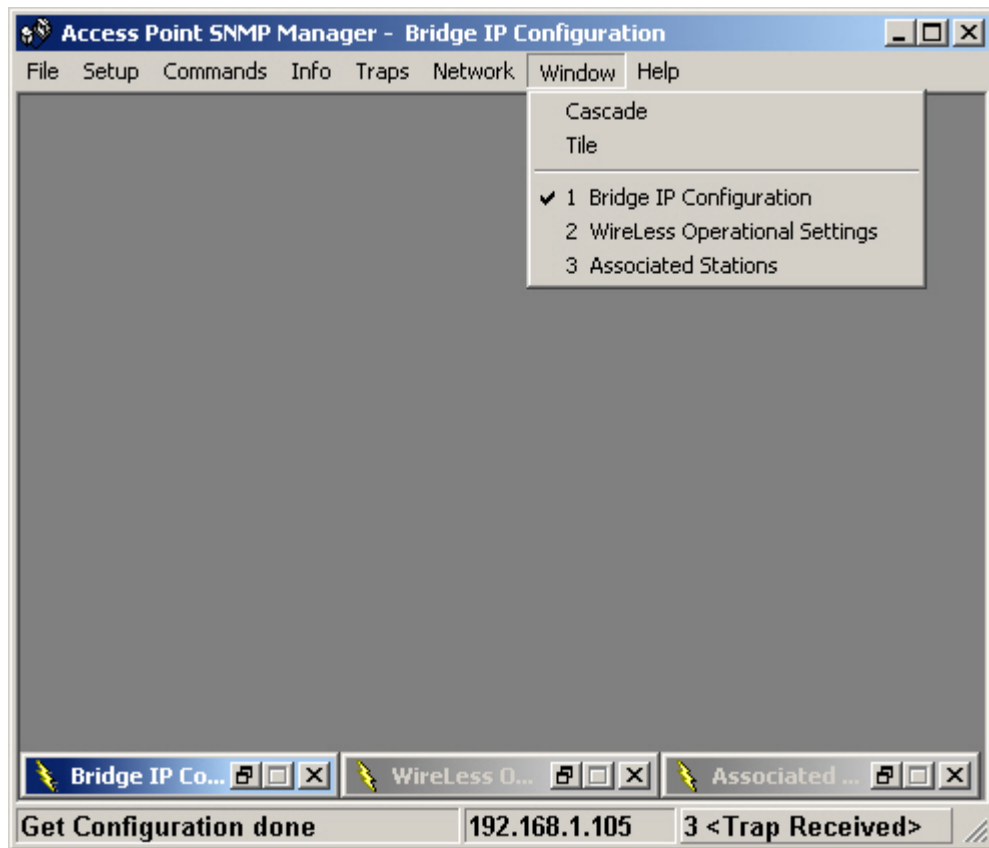 Access Point SNMP Manager - Bridge IP Configuration
File Setup Commands Info Traps Network Window Help
Cascade
Tile
✔ 1 Bridge IP Configuration
2 WireLess Operational Settings
3 Associated Stations
Bridge IP Co... WireLess O... Associated ...
Get Configuration done 192.168.1.105 3 <Trap Received>